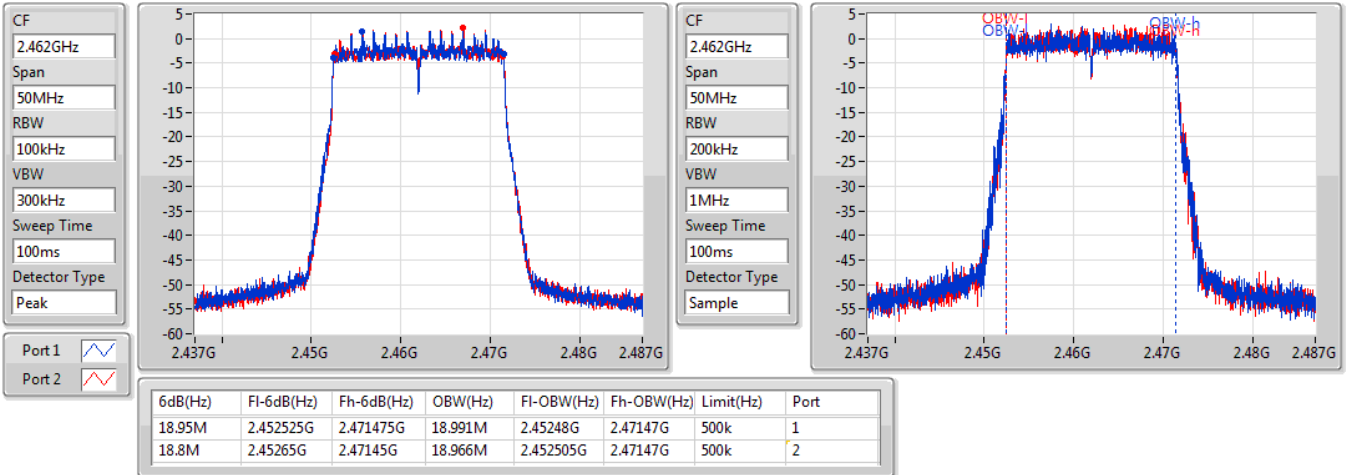 CF
2.462GHz
Span
50MHz
RBW
100kHz
VBW
300kHz
Sweep Time
100ms
Detector Type
Peak
Port 1
Port 2
5
0
-5
-10
-15
-20
-25
-30
-35
-40
-45
-50
-55
-60
2.437G 2.45G 2.46G 2.47G 2.48G 2.487G
CF
2.462GHz
Span
50MHz
RBW
200kHz
VBW
1MHz
Sweep Time
100ms
Detector Type
Sample
OBW-l OBW-h
OBW-l OBW-h
5
0
-5
-10
-15
-20
-25
-30
-35
-40
-45
-50
-55
-60
2.437G 2.45G 2.46G 2.47G 2.48G 2.487G
6dB(Hz) Fl-6dB(Hz) Fh-6dB(Hz) OBW(Hz) Fl-OBW(Hz) Fh-OBW(Hz) Limit(Hz) Port
18.95M 2.452525G 2.471475G 18.991M 2.45248G 2.47147G 500k 1
18.8M 2.45265G 2.47145G 18.966M 2.452505G 2.47147G 500k 2